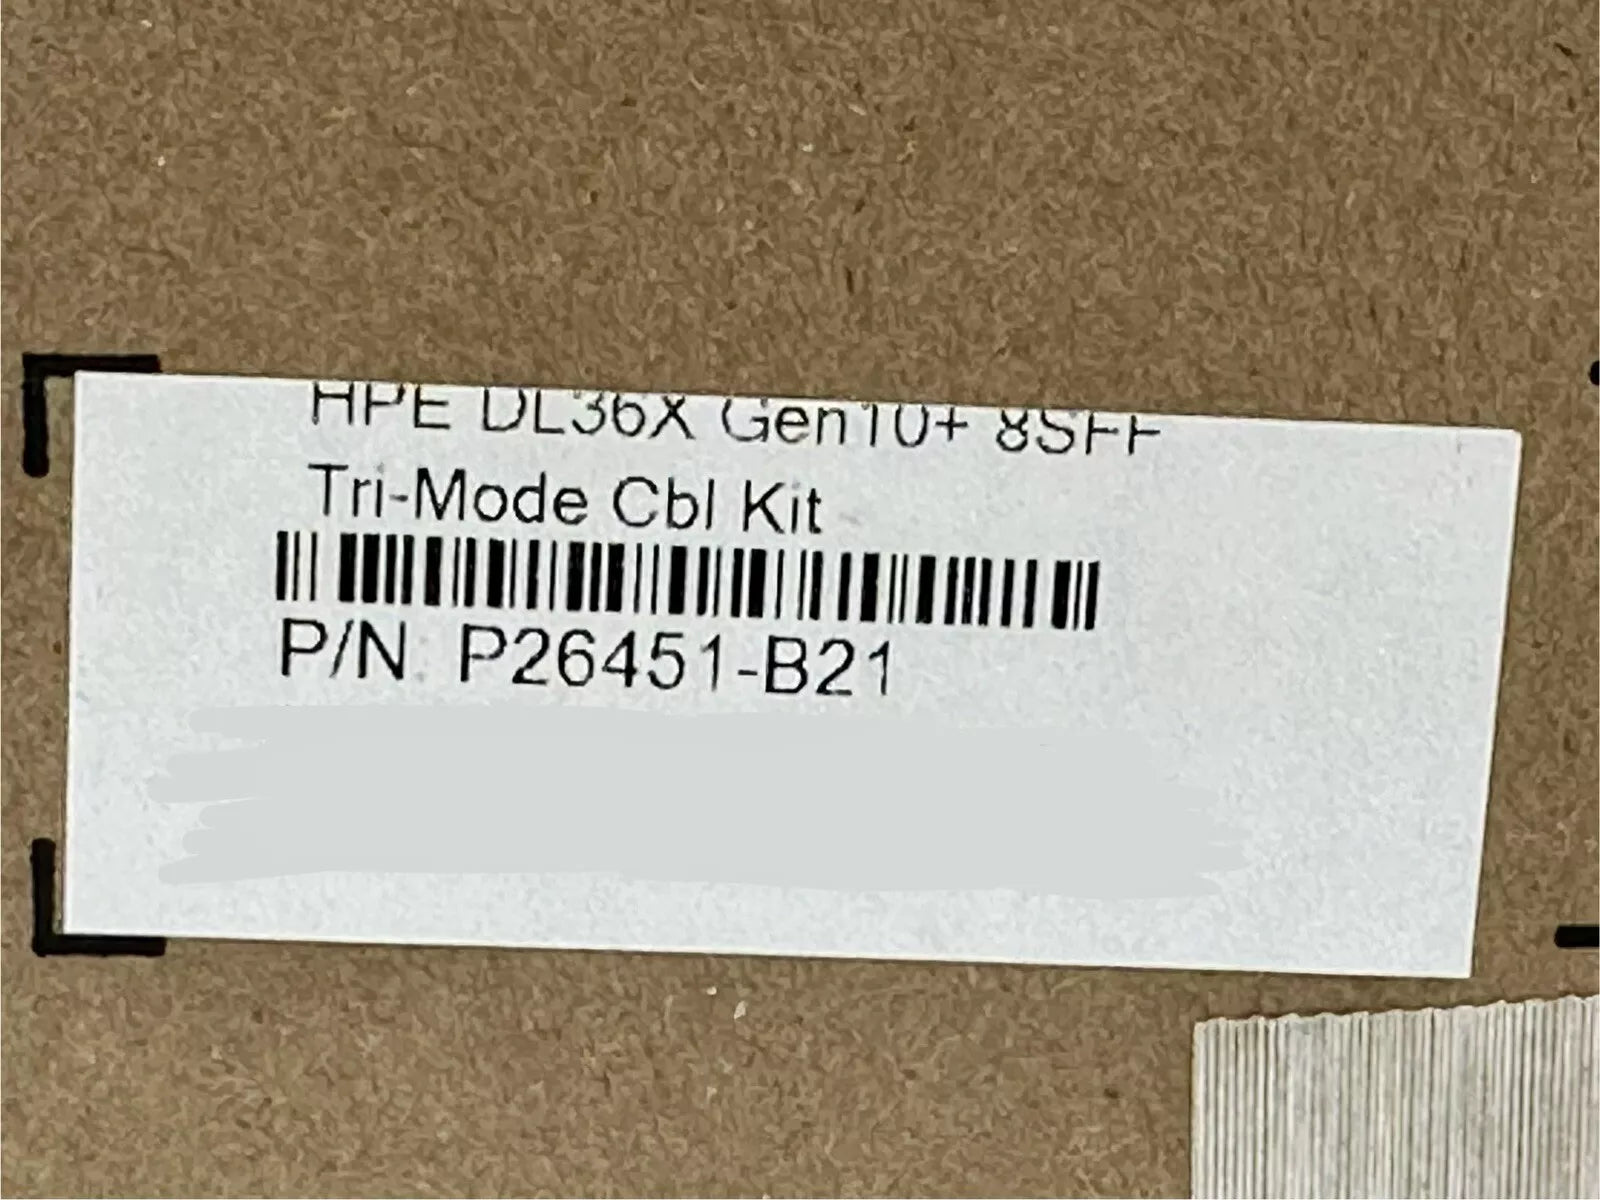 HPE DL36X Gen10+ 8SFF
Tri-Mode Cbl Kit
P/N: P26451-B21